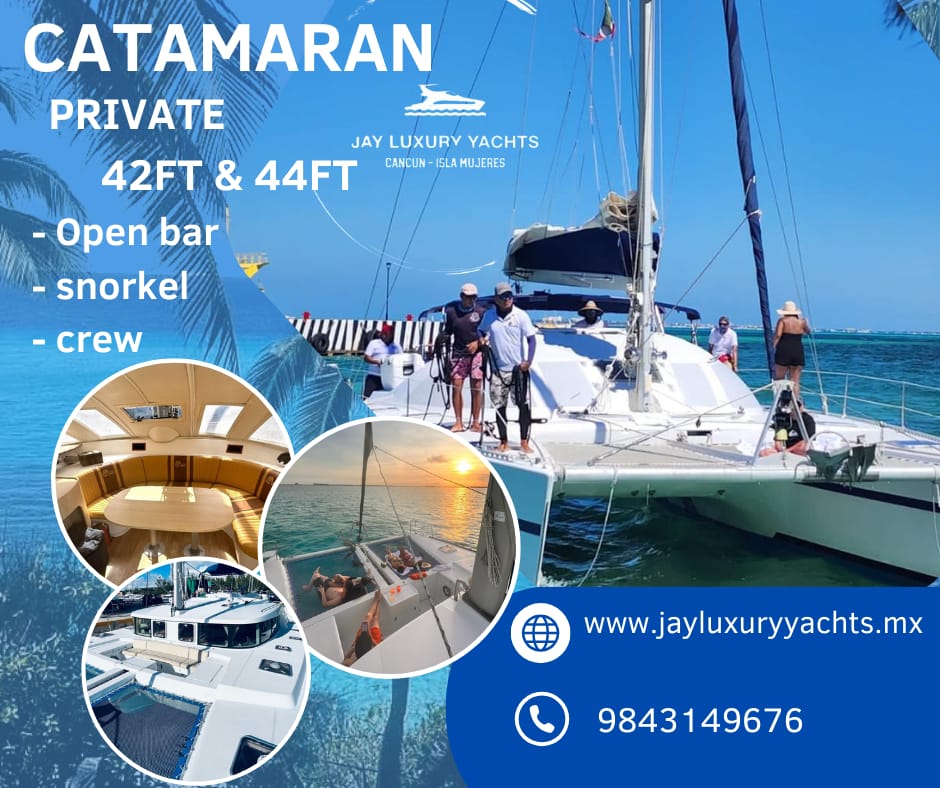 CATAMARAN
PRIVATE
42FT & 44FT
- Open bar
- snorkel
- crew
JAY LUXURY YACHTS
CANCUN - ISLA MUJERES
www.jayluxuryyachts.mx
9843149676